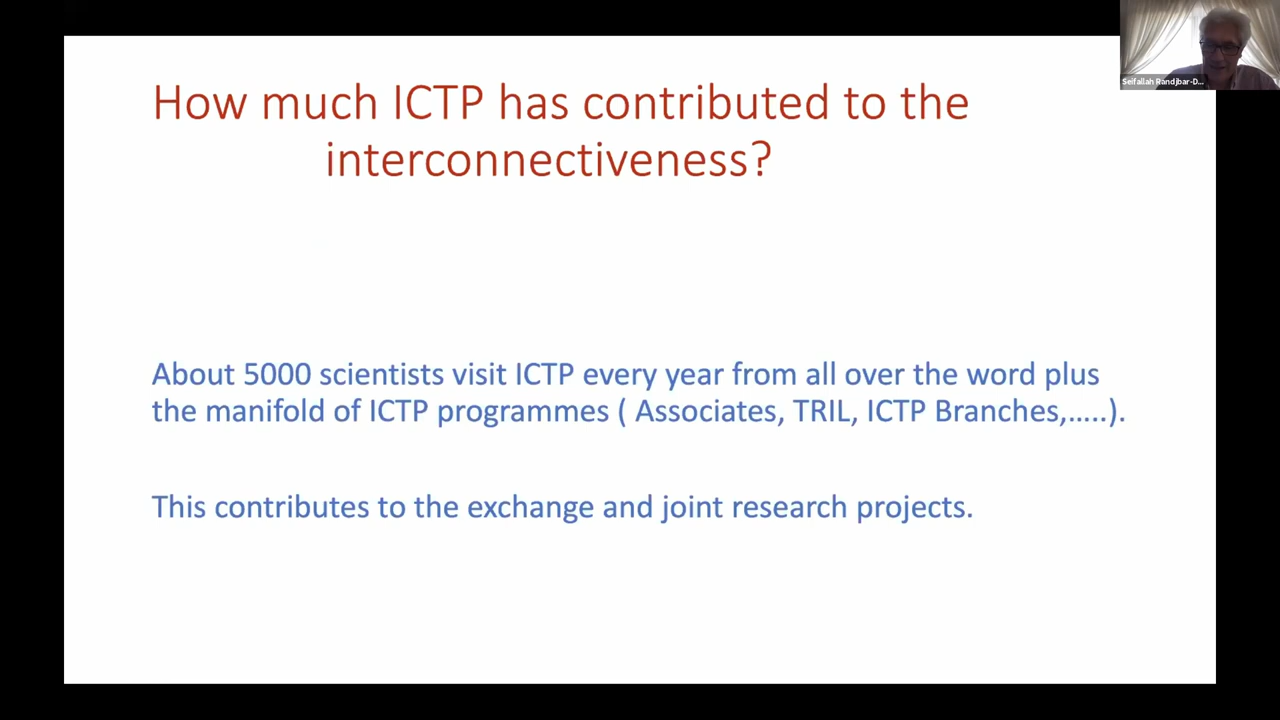 Seifallah Randjbar-D...
How much ICTP has contributed to the
interconnectiveness?
About 5000 scientists visit ICTP every year from all over the word plus
the manifold of ICTP programmes ( Associates, TRIL, ICTP Branches,.....).
This contributes to the exchange and joint research projects.